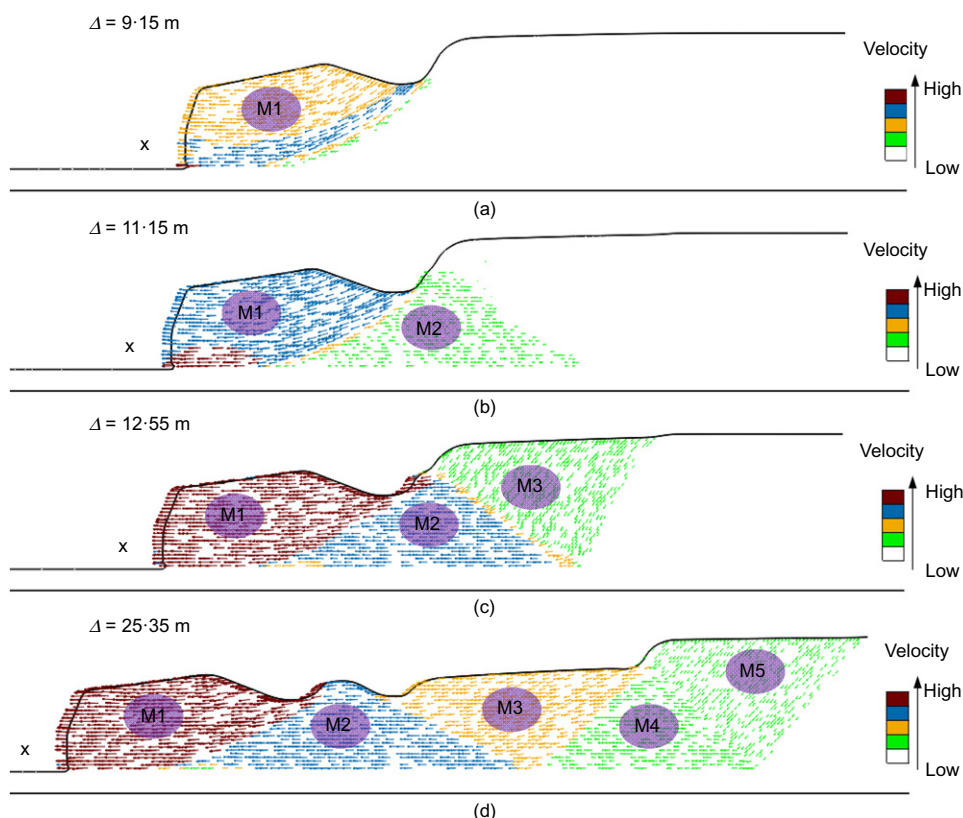 Δ = 9·15 m
Velocity
High
M1
x
Low
(a)
Δ = 11·15 m
Velocity
High
M1
M2
x
Low
(b)
Δ = 12·55 m
Velocity
High
M3
M1
M2
x
Low
(c)
Δ = 25·35 m
Velocity
M5
High
M3
M1
M2
M4
x
Low
(d)